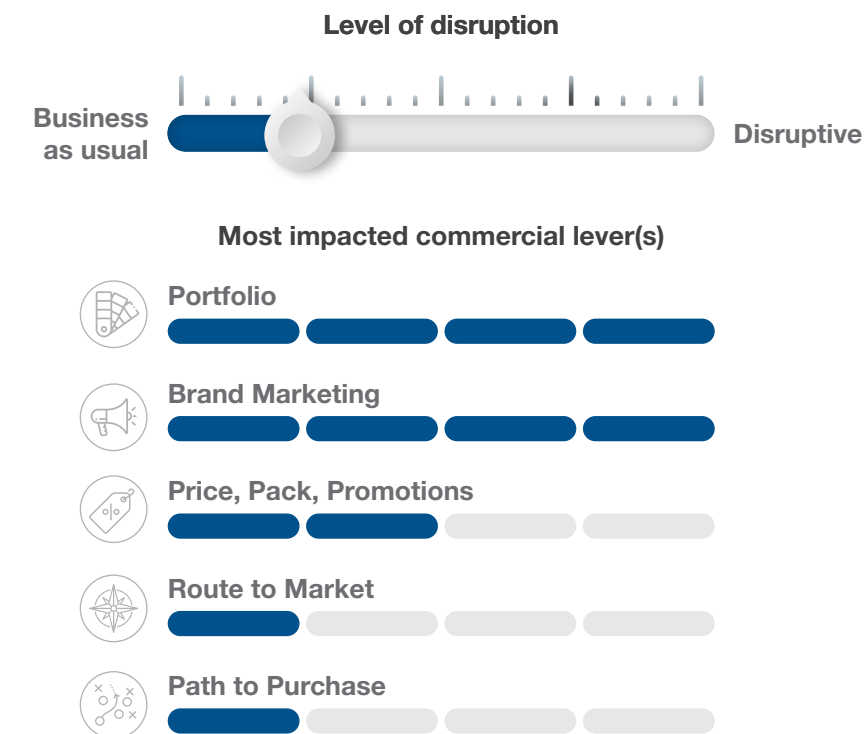 Level of disruption
Business
as usual
Disruptive
Most impacted commercial lever(s)
Portfolio
Brand Marketing
Price, Pack, Promotions
Route to Market
Path to Purchase